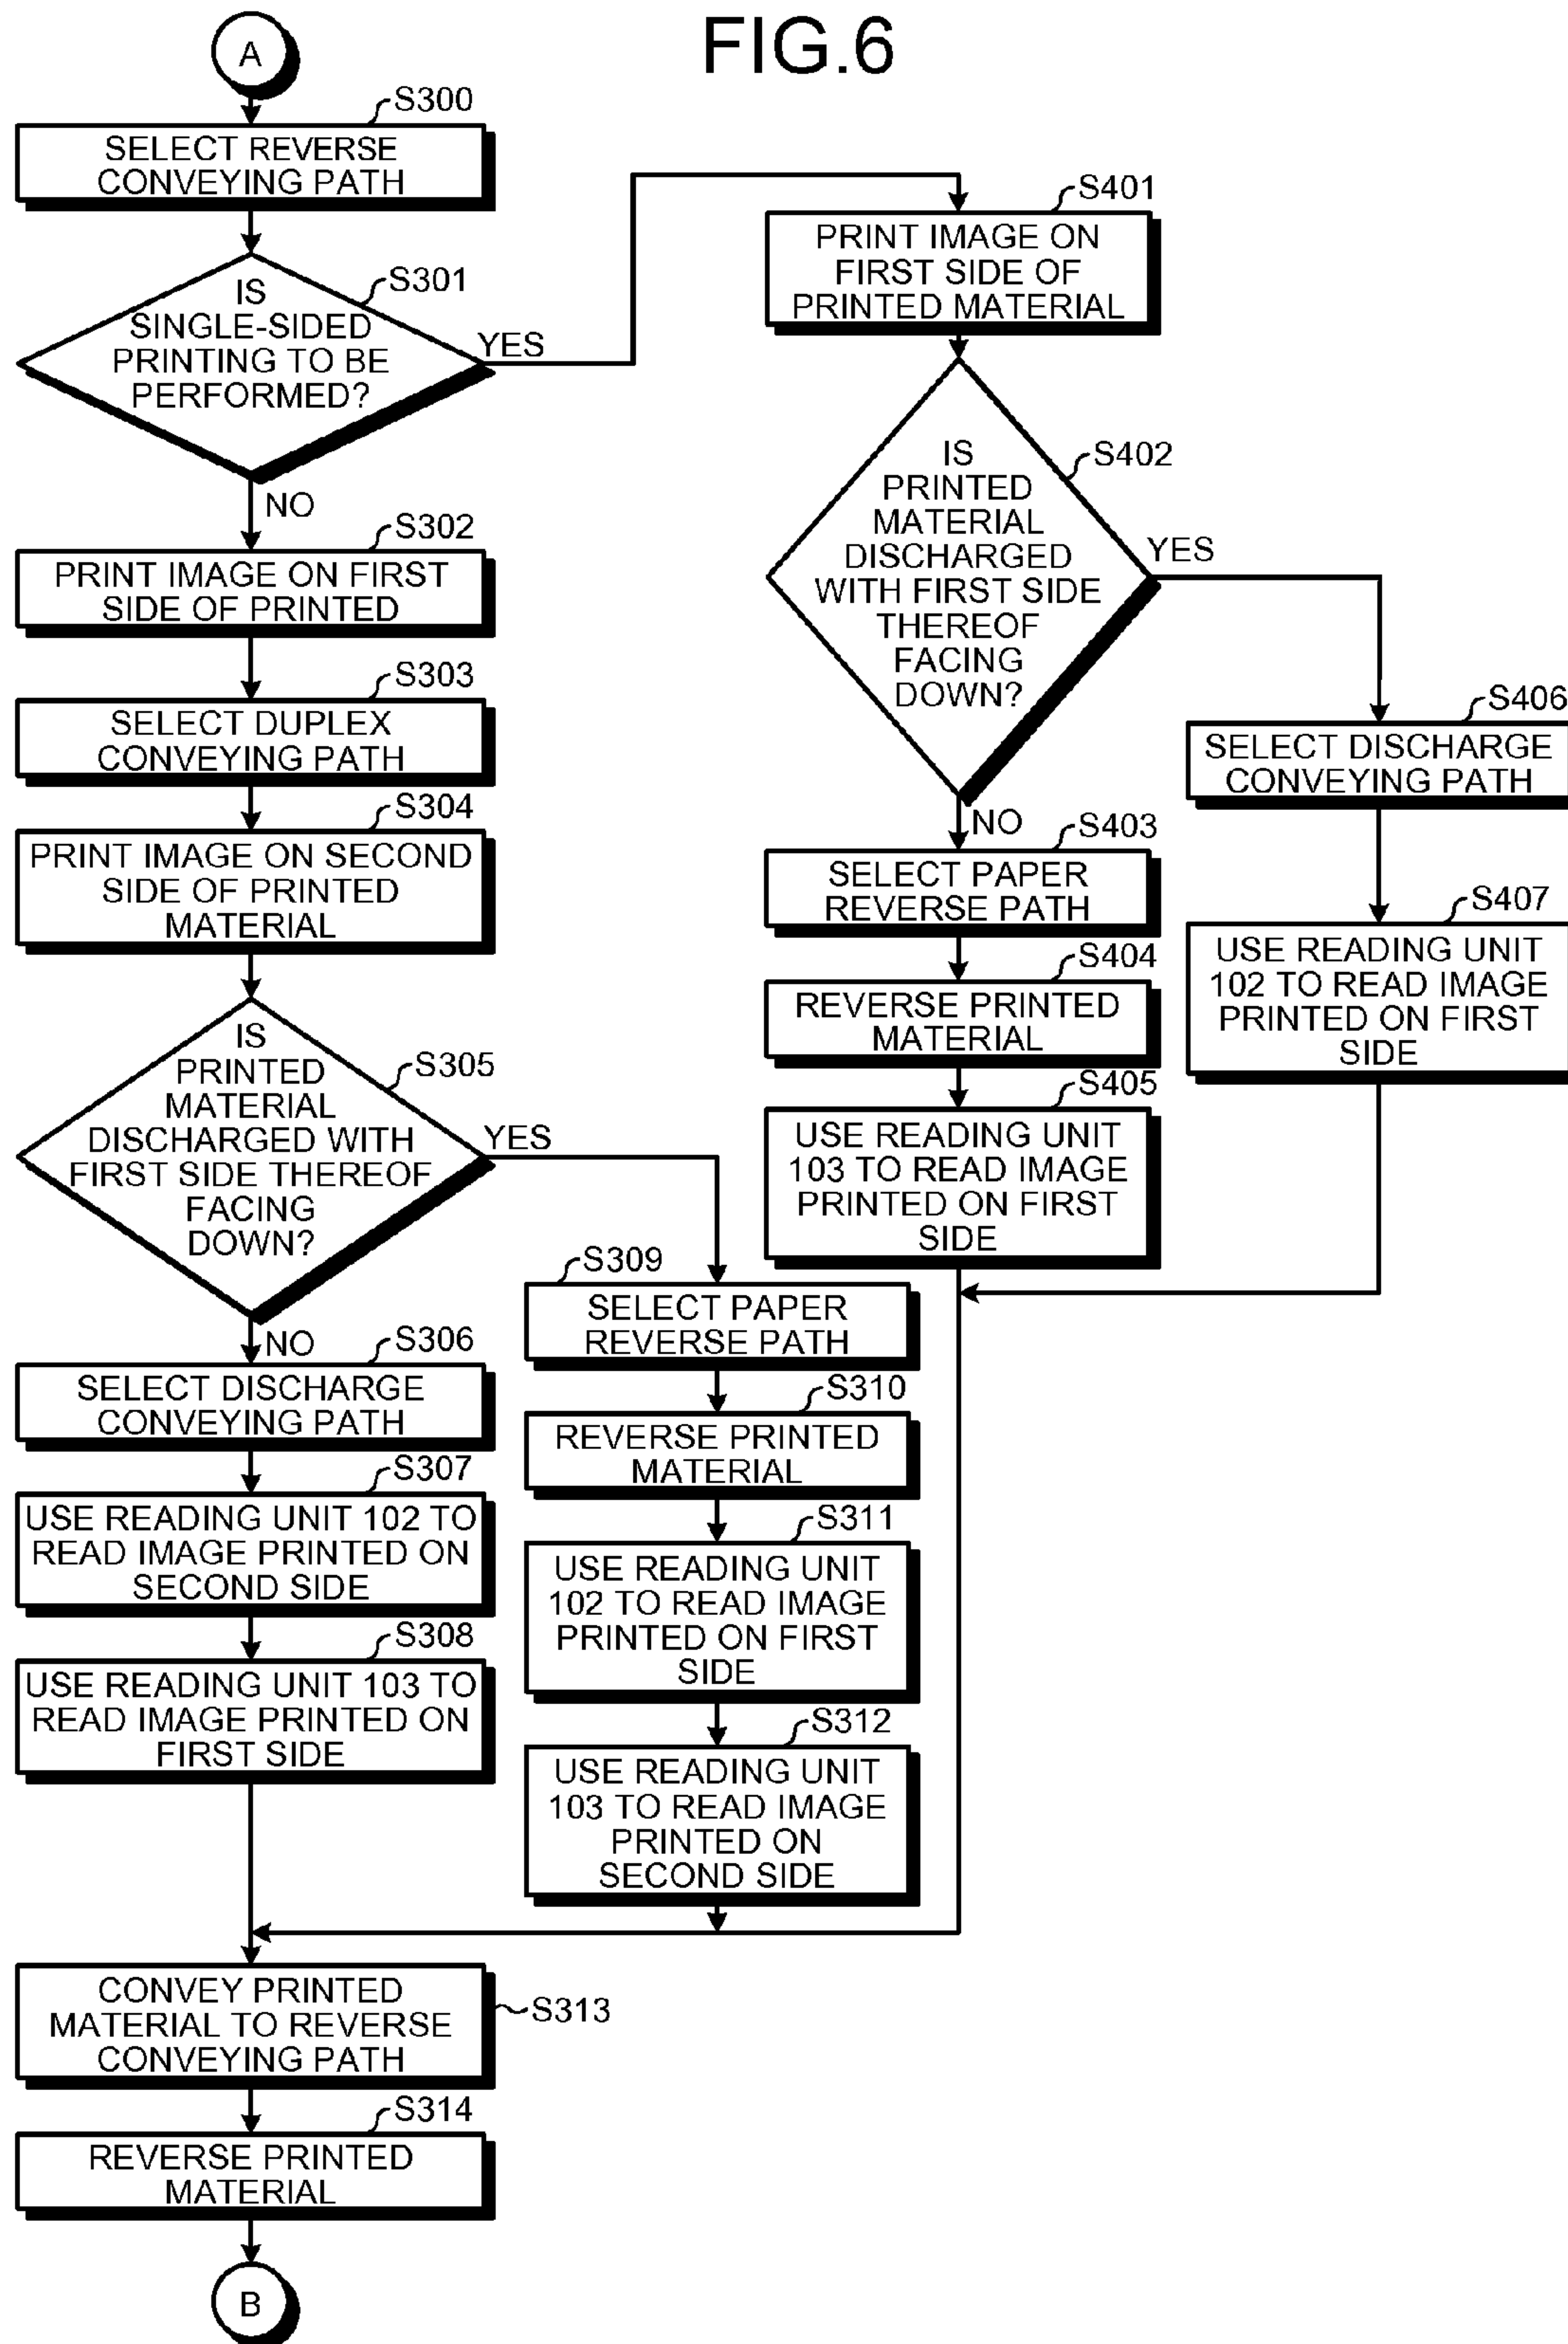 FIG.6
A
S300
SELECT REVERSE
CONVEYING PATH
S301
IS
SINGLE-SIDED
PRINTING TO BE
PERFORMED?
YES
NO
S302
PRINT IMAGE ON FIRST
SIDE OF PRINTED
S303
SELECT DUPLEX
CONVEYING PATH
S304
PRINT IMAGE ON SECOND
SIDE OF PRINTED
MATERIAL
S305
IS
PRINTED
MATERIAL
DISCHARGED WITH
FIRST SIDE THEREOF
FACING
DOWN?
YES
NO
S306
SELECT DISCHARGE
CONVEYING PATH
S307
USE READING UNIT 102 TO
READ IMAGE PRINTED ON
SECOND SIDE
S308
USE READING UNIT 103 TO
READ IMAGE PRINTED ON
FIRST SIDE
S309
SELECT PAPER
REVERSE PATH
S310
REVERSE PRINTED
MATERIAL
S311
USE READING UNIT
102 TO READ IMAGE
PRINTED ON FIRST
SIDE
S312
USE READING UNIT
103 TO READ IMAGE
PRINTED ON
SECOND SIDE
S401
PRINT IMAGE ON
FIRST SIDE OF
PRINTED MATERIAL
S402
IS
PRINTED
MATERIAL
DISCHARGED
WITH FIRST SIDE
THEREOF
FACING
DOWN?
YES
NO
S403
SELECT PAPER
REVERSE PATH
S404
REVERSE PRINTED
MATERIAL
S405
USE READING UNIT
103 TO READ IMAGE
PRINTED ON FIRST
SIDE
S406
SELECT DISCHARGE
CONVEYING PATH
S407
USE READING UNIT
102 TO READ IMAGE
PRINTED ON FIRST
SIDE
S313
CONVEY PRINTED
MATERIAL TO REVERSE
CONVEYING PATH
S314
REVERSE PRINTED
MATERIAL
B